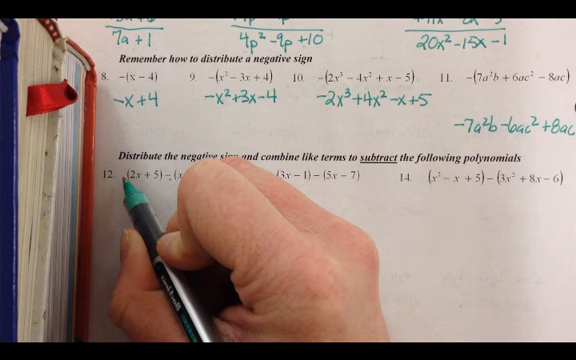 7a + 1
4p² - 9p + 10
20x² - 15x - 1
Remember how to distribute a negative sign
8. -(x - 4)
9. -(x² - 3x + 4)
10. -(2x³ - 4x² + x - 5)
11. -(7a²b + 6ac² - 8ac)
-x + 4
-x² + 3x - 4
-2x³ + 4x² - x + 5
-7a²b - 6ac² + 8ac
Distribute the negative sign and combine like terms to subtract the following polynomials
12. (2x + 5) - (x
(3x - 1) - (5x - 7)
14. (x² - x + 5) - (3x² + 8x - 6)